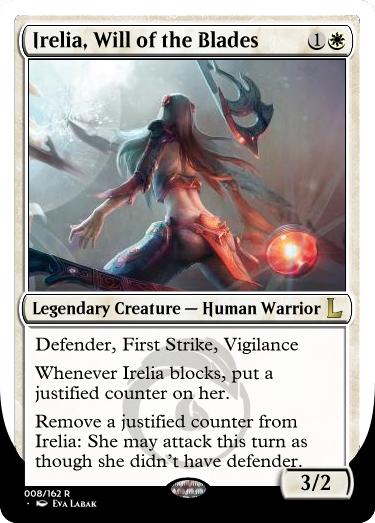 Irelia, Will of the Blades 1
Legendary Creature — Human Warrior L
Defender, First Strike, Vigilance
Whenever Irelia blocks, put a
justified counter on her.
Remove a justified counter from
Irelia: She may attack this turn as
though she didn't have defender.
3/2
008/162 R
· Eva Labak